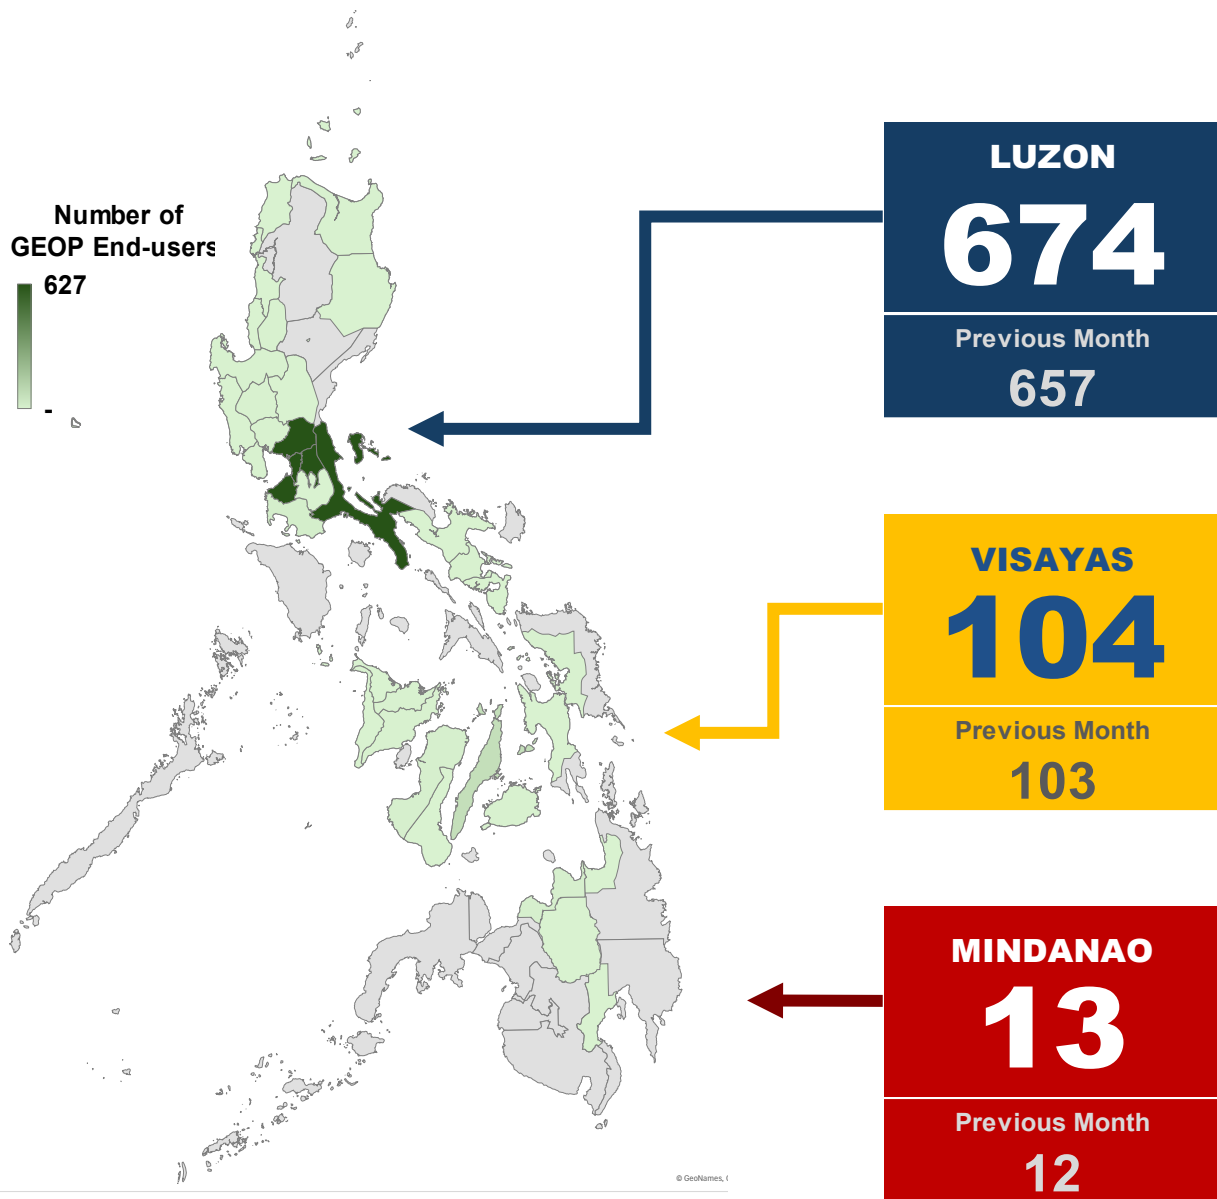 Number of
GEOP End-users
627
-
LUZON
674
Previous Month
657
VISAYAS
104
Previous Month
103
MINDANAO
13
Previous Month
12
© GeoNames,